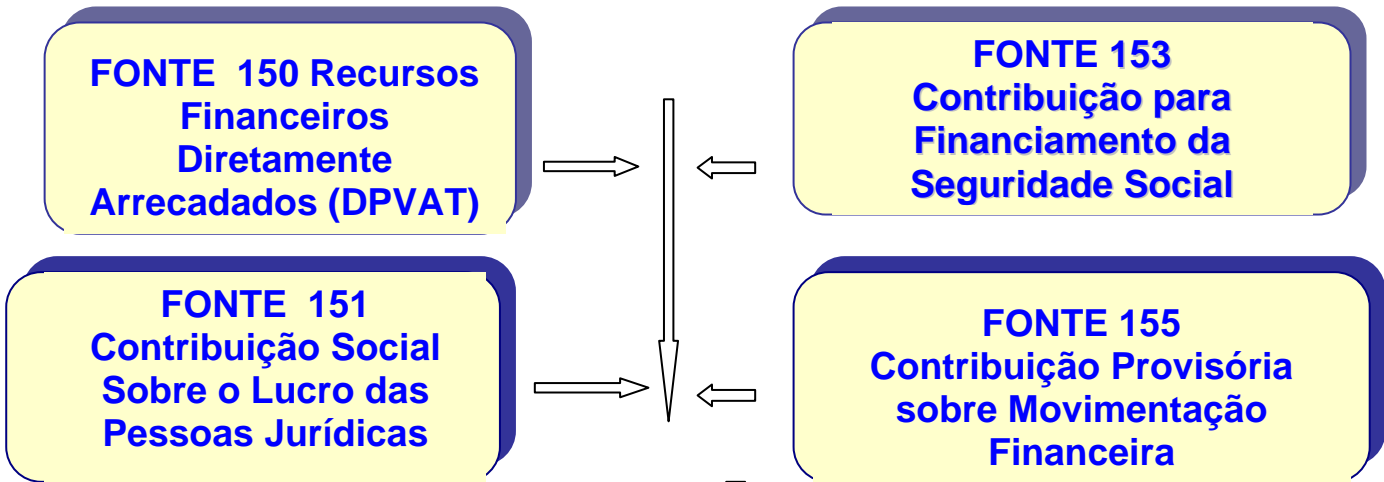 FONTE 150 Recursos
Financeiros
Diretamente
Arrecadados (DPVAT)
FONTE 153
Contribuição para
Financiamento da
Seguridade Social
FONTE 151
Contribuição Social
Sobre o Lucro das
Pessoas Jurídicas
FONTE 155
Contribuição Provisória
sobre Movimentação
Financeira